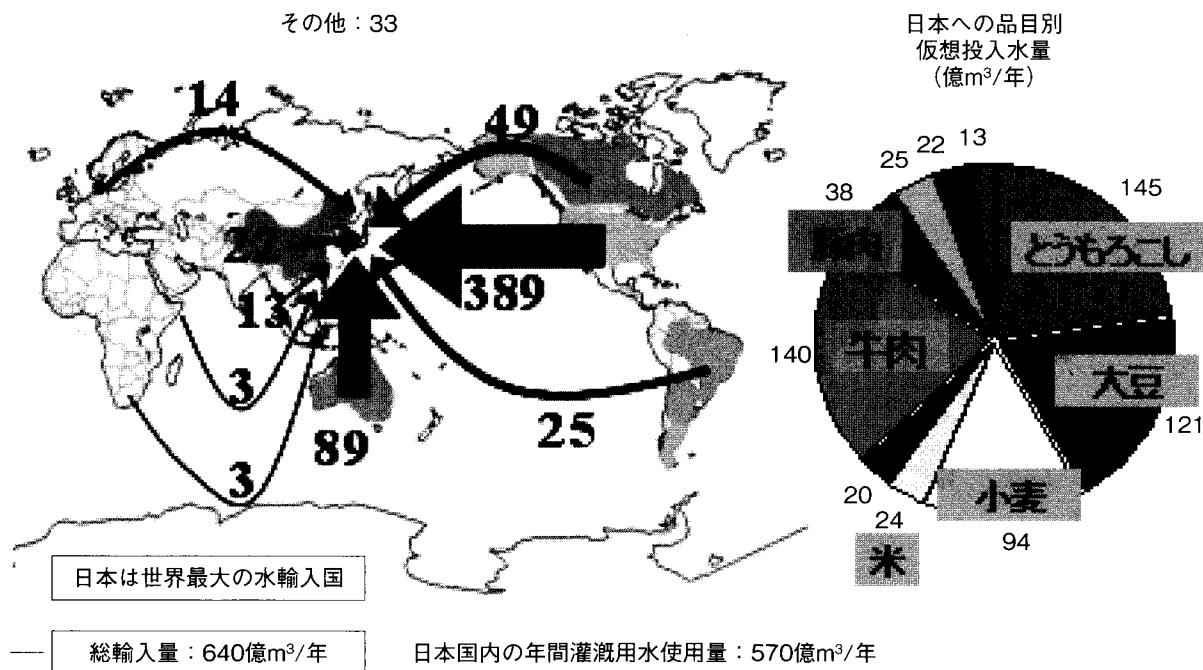 その他：33
日本への品目別
仮想投入水量
（億m³/年）
14
49
389
13
3
3
89
25
13
22
25
38
145
とうもろこし
豚肉
牛肉
140
大豆
121
小麦
20
24
94
米
日本は世界最大の水輸入国
総輸入量：640億m³/年
日本国内の年間灌漑用水使用量：570億m³/年